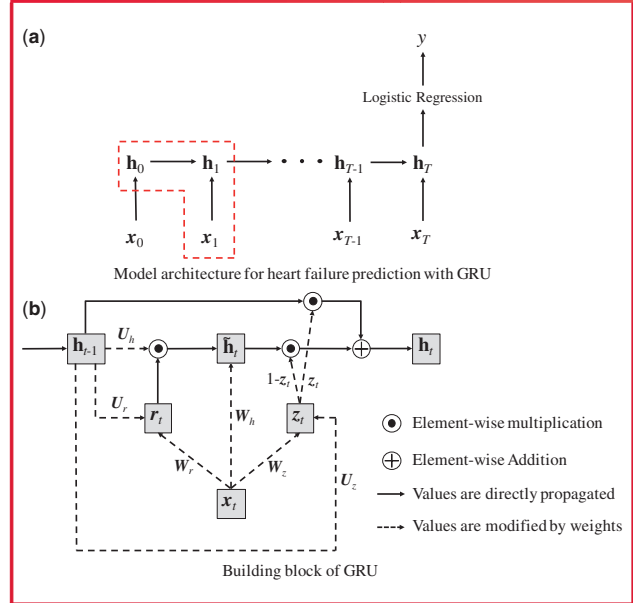 (a)
y
Logistic Regression
h0 h1 . . . hT-1 hT
x0 x1 xT-1 xT
Model architecture for heart failure prediction with GRU
(b)
ht-1 Uh h̃t ht
1-zt zt
Ur rt Wh zt
Element-wise multiplication
Wr Wz Uz
Element-wise Addition
xt
Values are directly propagated
Values are modified by weights
Building block of GRU